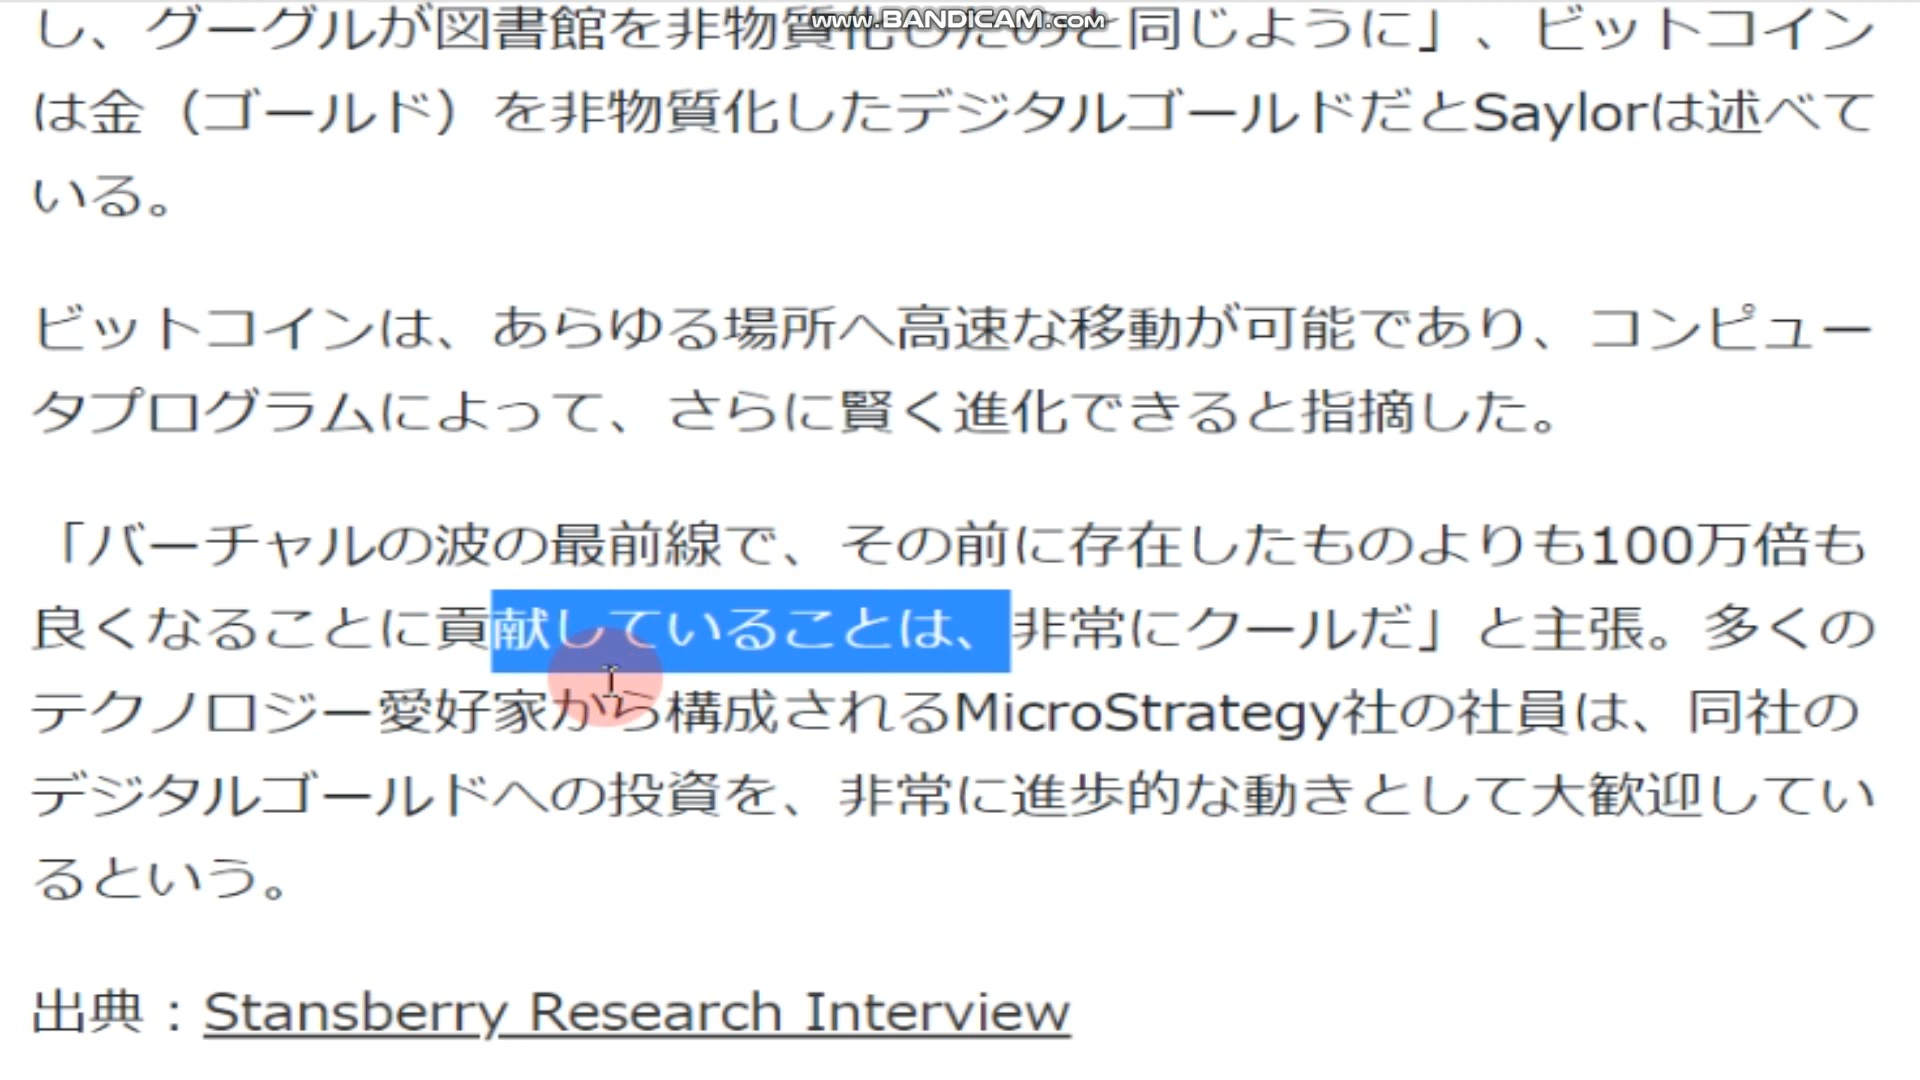 www.BANDICAM.com
し、グーグルが図書館を非物質化したのと同じように」、ビットコイン
は金（ゴールド）を非物質化したデジタルゴールドだとSaylorは述べて
いる。
ビットコインは、あらゆる場所へ高速な移動が可能であり、コンピュー
タプログラムによって、さらに賢く進化できると指摘した。
「バーチャルの波の最前線で、その前に存在したものよりも100万倍も
良くなることに貢献していることは、非常にクールだ」と主張。多くの
テクノロジー愛好家から構成されるMicroStrategy社の社員は、同社の
デジタルゴールドへの投資を、非常に進歩的な動きとして大歓迎してい
るという。
出典：Stansberry Research Interview